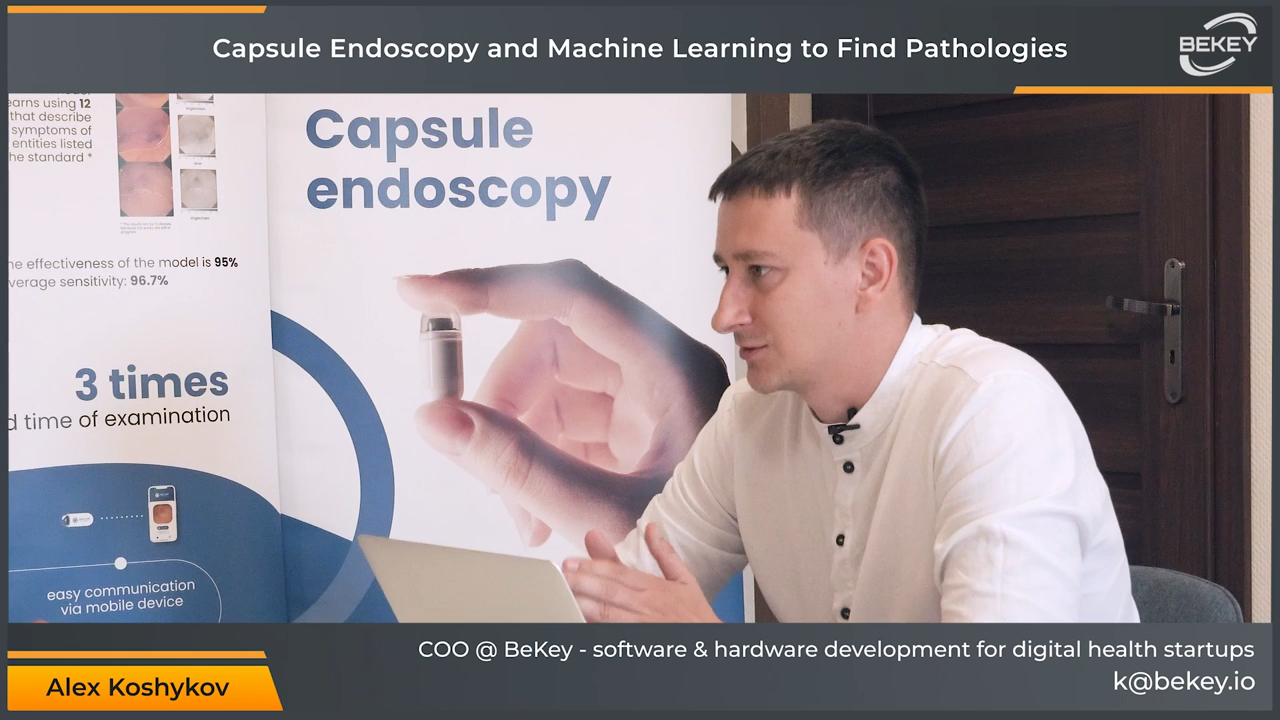 Capsule Endoscopy and Machine Learning to Find Pathologies
BEKEY
earns using 12
that describe
symptoms of
entities listed
he standard *
Capsule
endoscopy
he effectiveness of the model is 95%
verage sensitivity: 96.7%
3 times
d time of examination
easy communication
via mobile device
COO @ BeKey - software & hardware development for digital health startups
k@bekey.io
Alex Koshykov